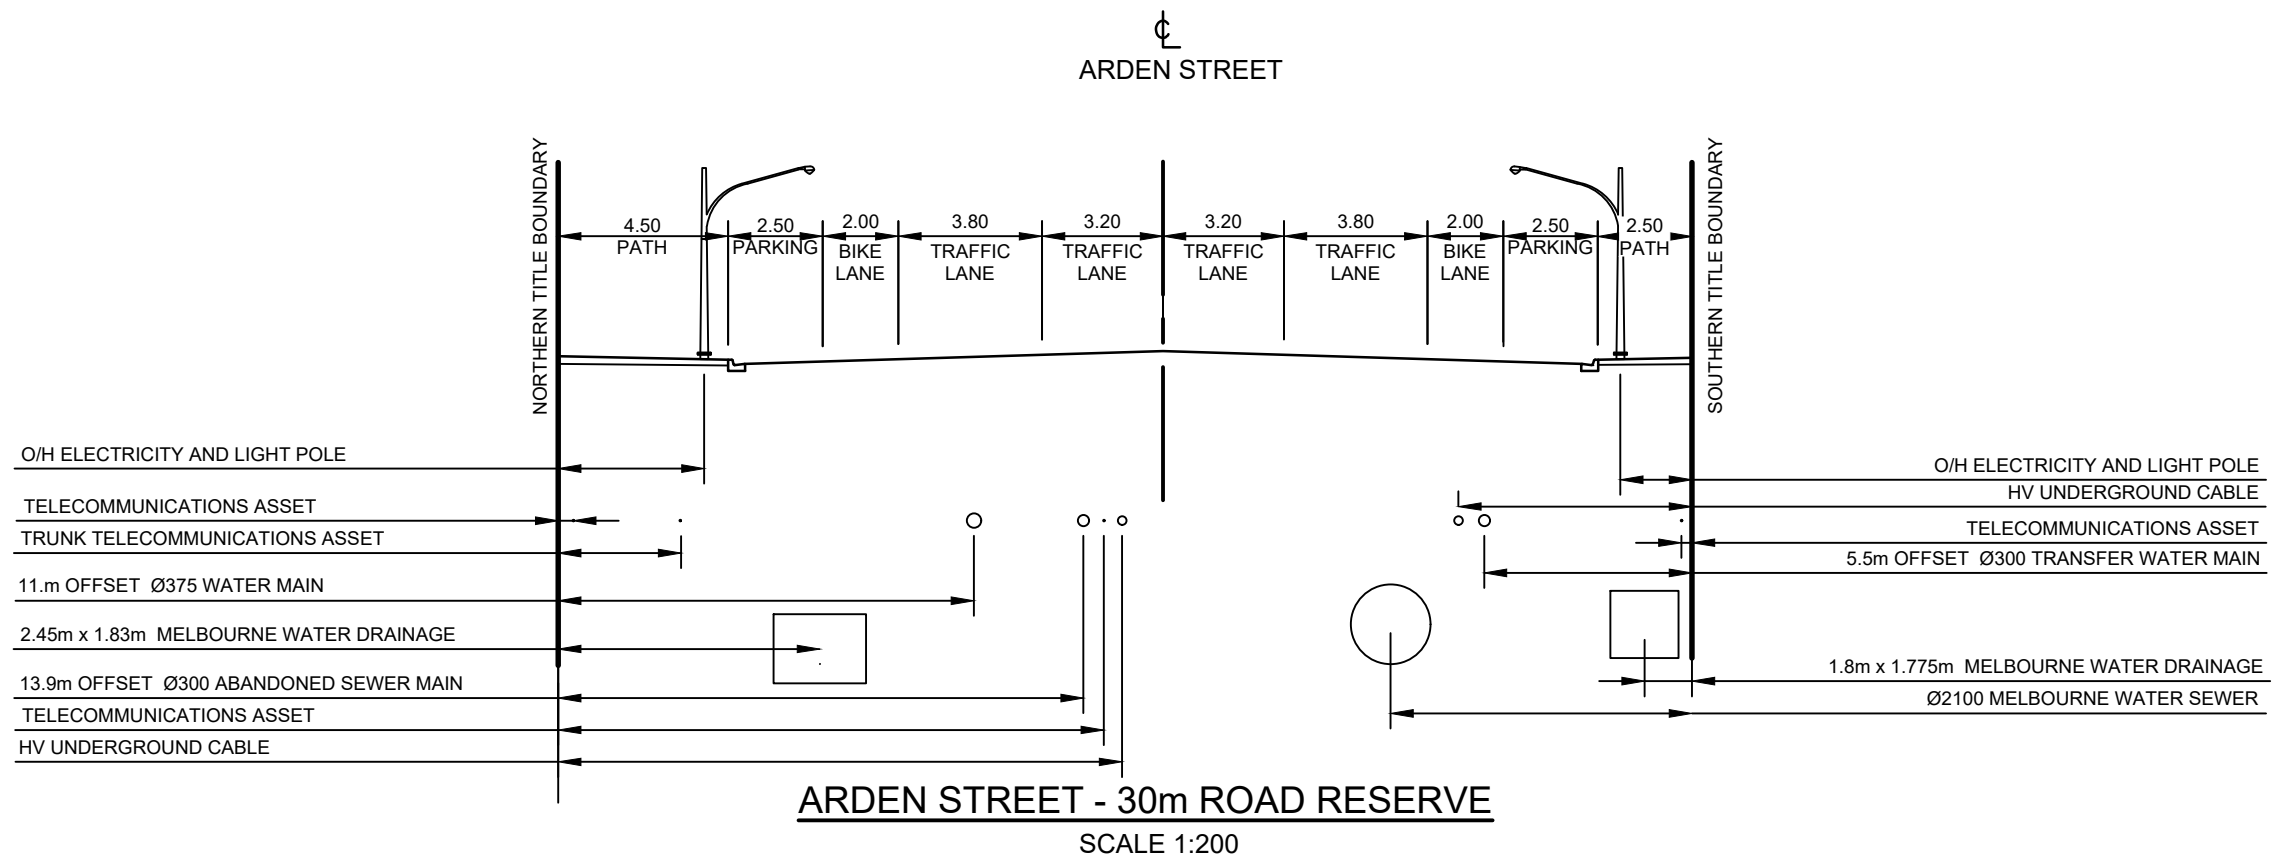 ℄
ARDEN STREET
NORTHERN TITLE BOUNDARY
SOUTHERN TITLE BOUNDARY
4.50
PATH
2.50
PARKING
2.00
BIKE
LANE
3.80
TRAFFIC
LANE
3.20
TRAFFIC
LANE
3.20
TRAFFIC
LANE
3.80
TRAFFIC
LANE
2.00
BIKE
LANE
2.50
PARKING
2.50
PATH
O/H ELECTRICITY AND LIGHT POLE
TELECOMMUNICATIONS ASSET
TRUNK TELECOMMUNICATIONS ASSET
11.m OFFSET Ø375 WATER MAIN
2.45m x 1.83m MELBOURNE WATER DRAINAGE
13.9m OFFSET Ø300 ABANDONED SEWER MAIN
TELECOMMUNICATIONS ASSET
HV UNDERGROUND CABLE
O/H ELECTRICITY AND LIGHT POLE
HV UNDERGROUND CABLE
TELECOMMUNICATIONS ASSET
5.5m OFFSET Ø300 TRANSFER WATER MAIN
1.8m x 1.775m MELBOURNE WATER DRAINAGE
Ø2100 MELBOURNE WATER SEWER
ARDEN STREET - 30m ROAD RESERVE
SCALE 1:200